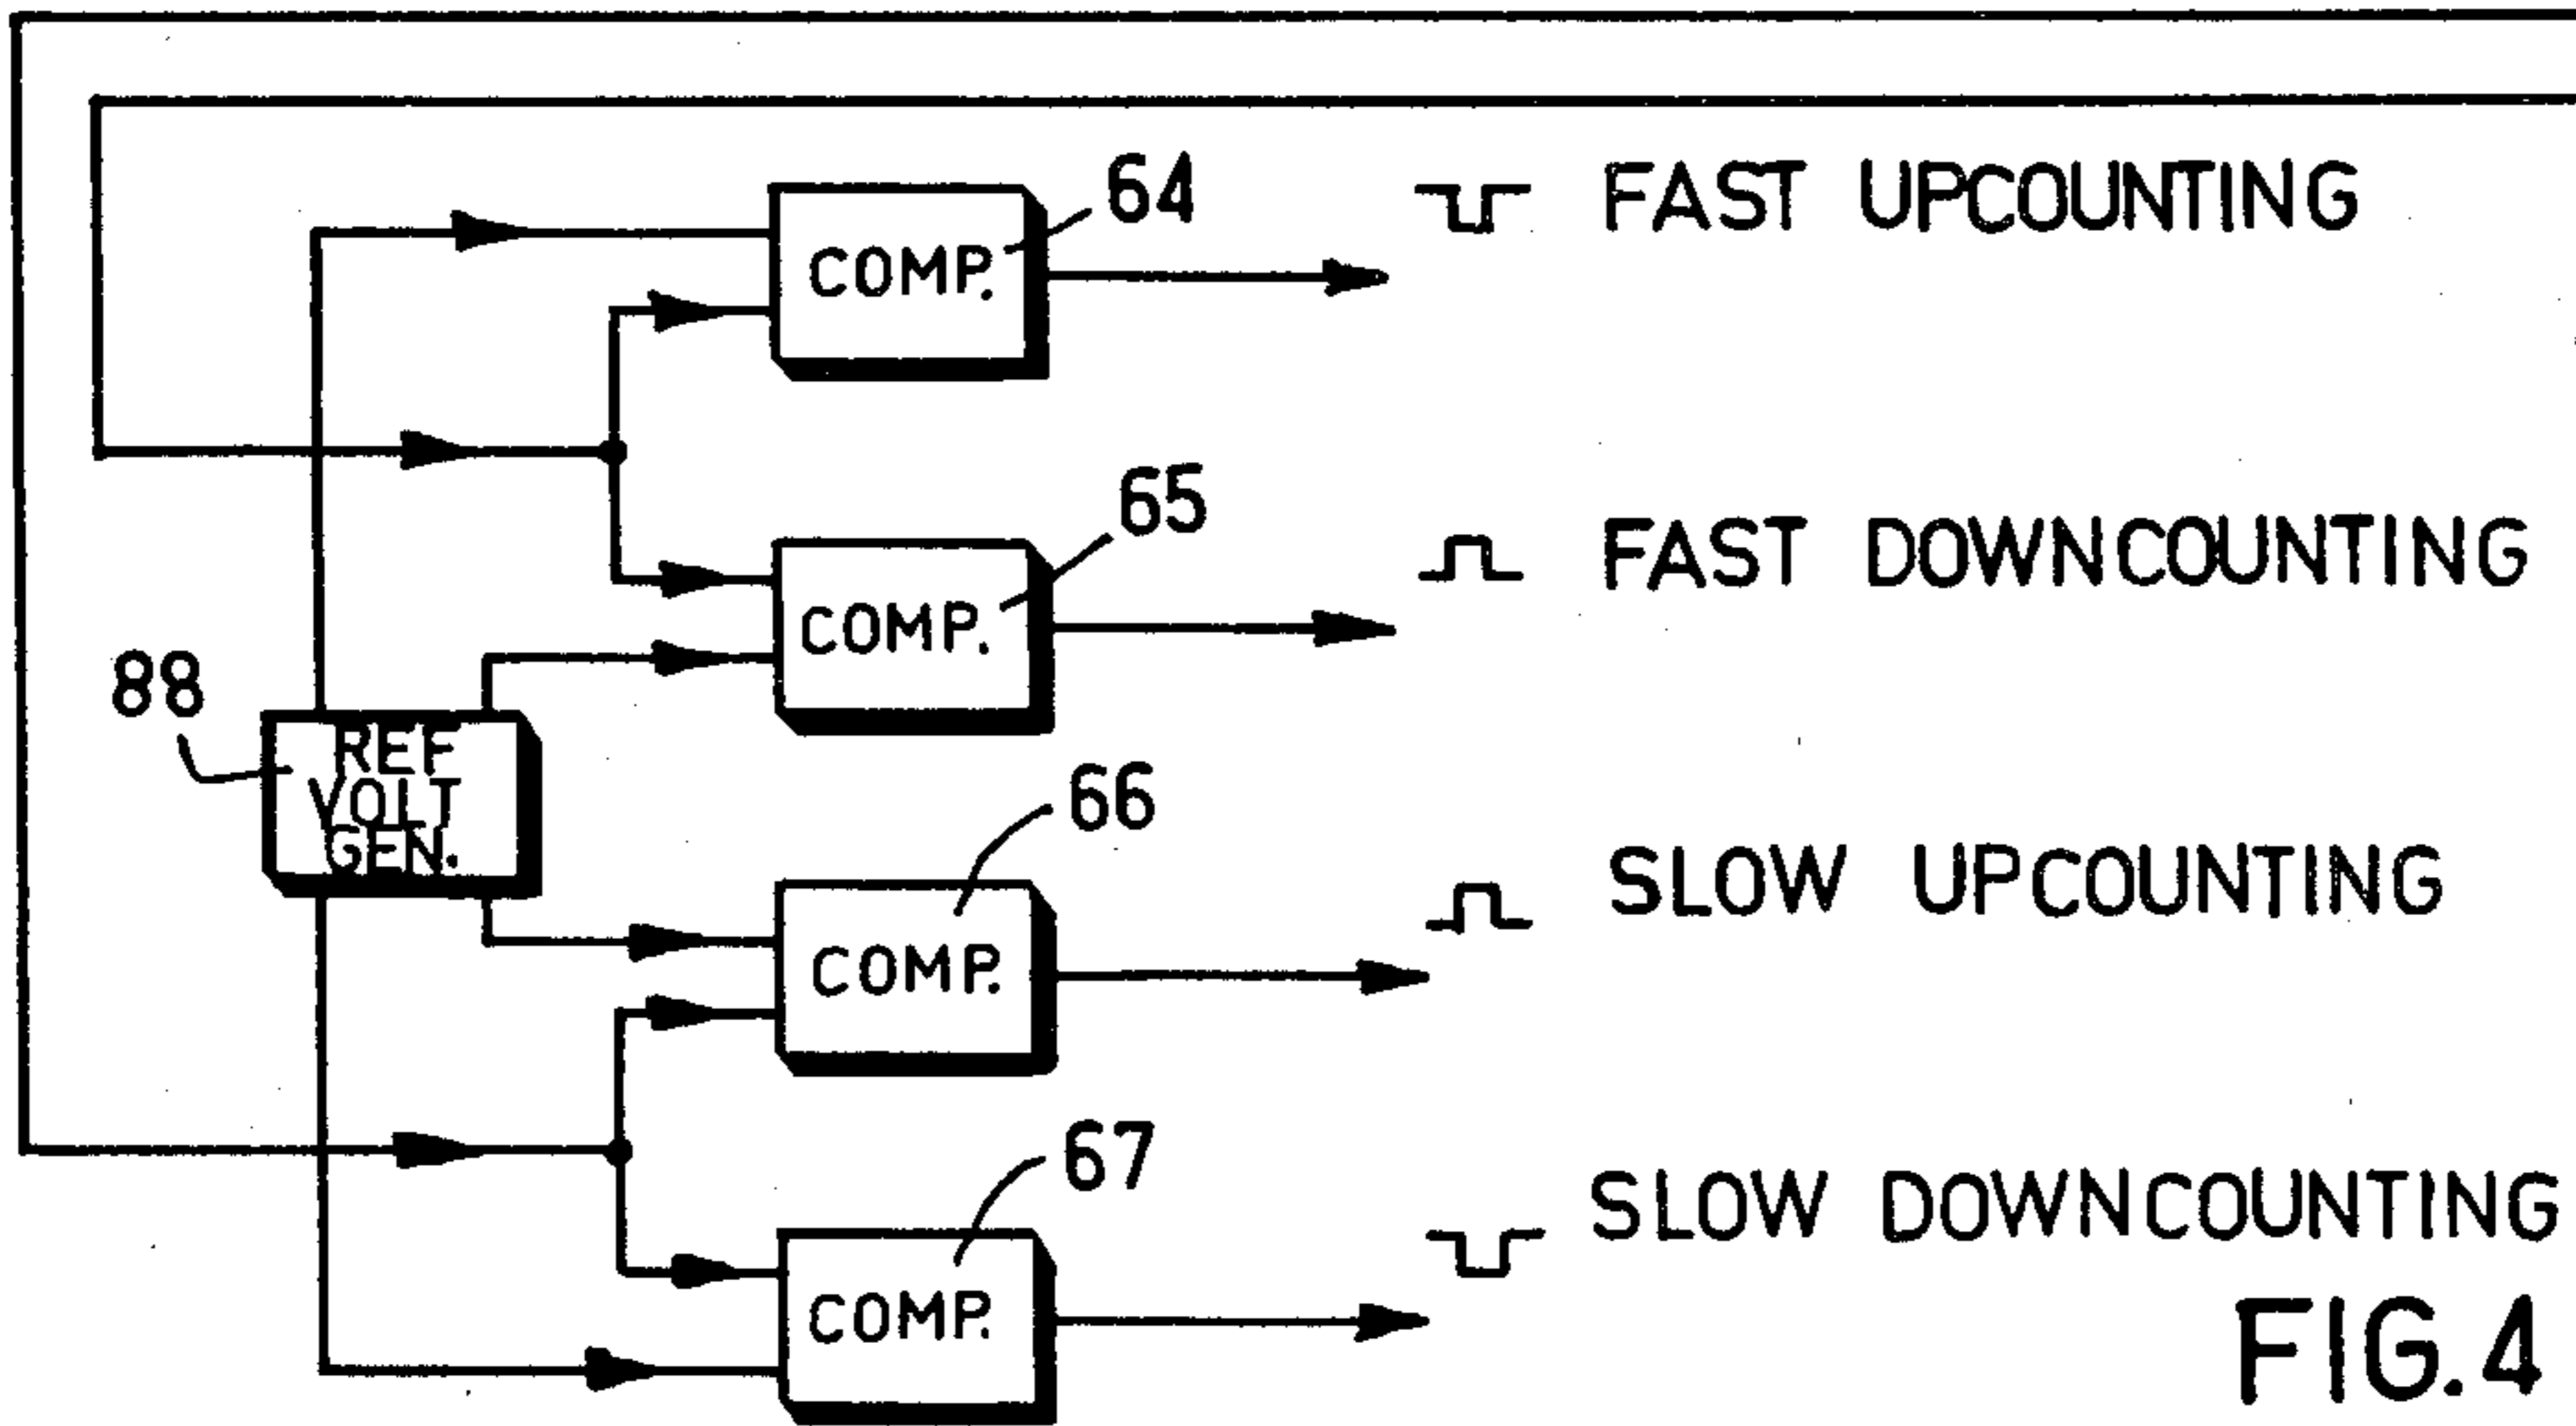 64
FAST UPCOUNTING
COMP.
65
FAST DOWNCOUNTING
COMP.
88
REF
VOLT
GEN.
66
SLOW UPCOUNTING
COMP.
67
SLOW DOWNCOUNTING
COMP.
FIG.4